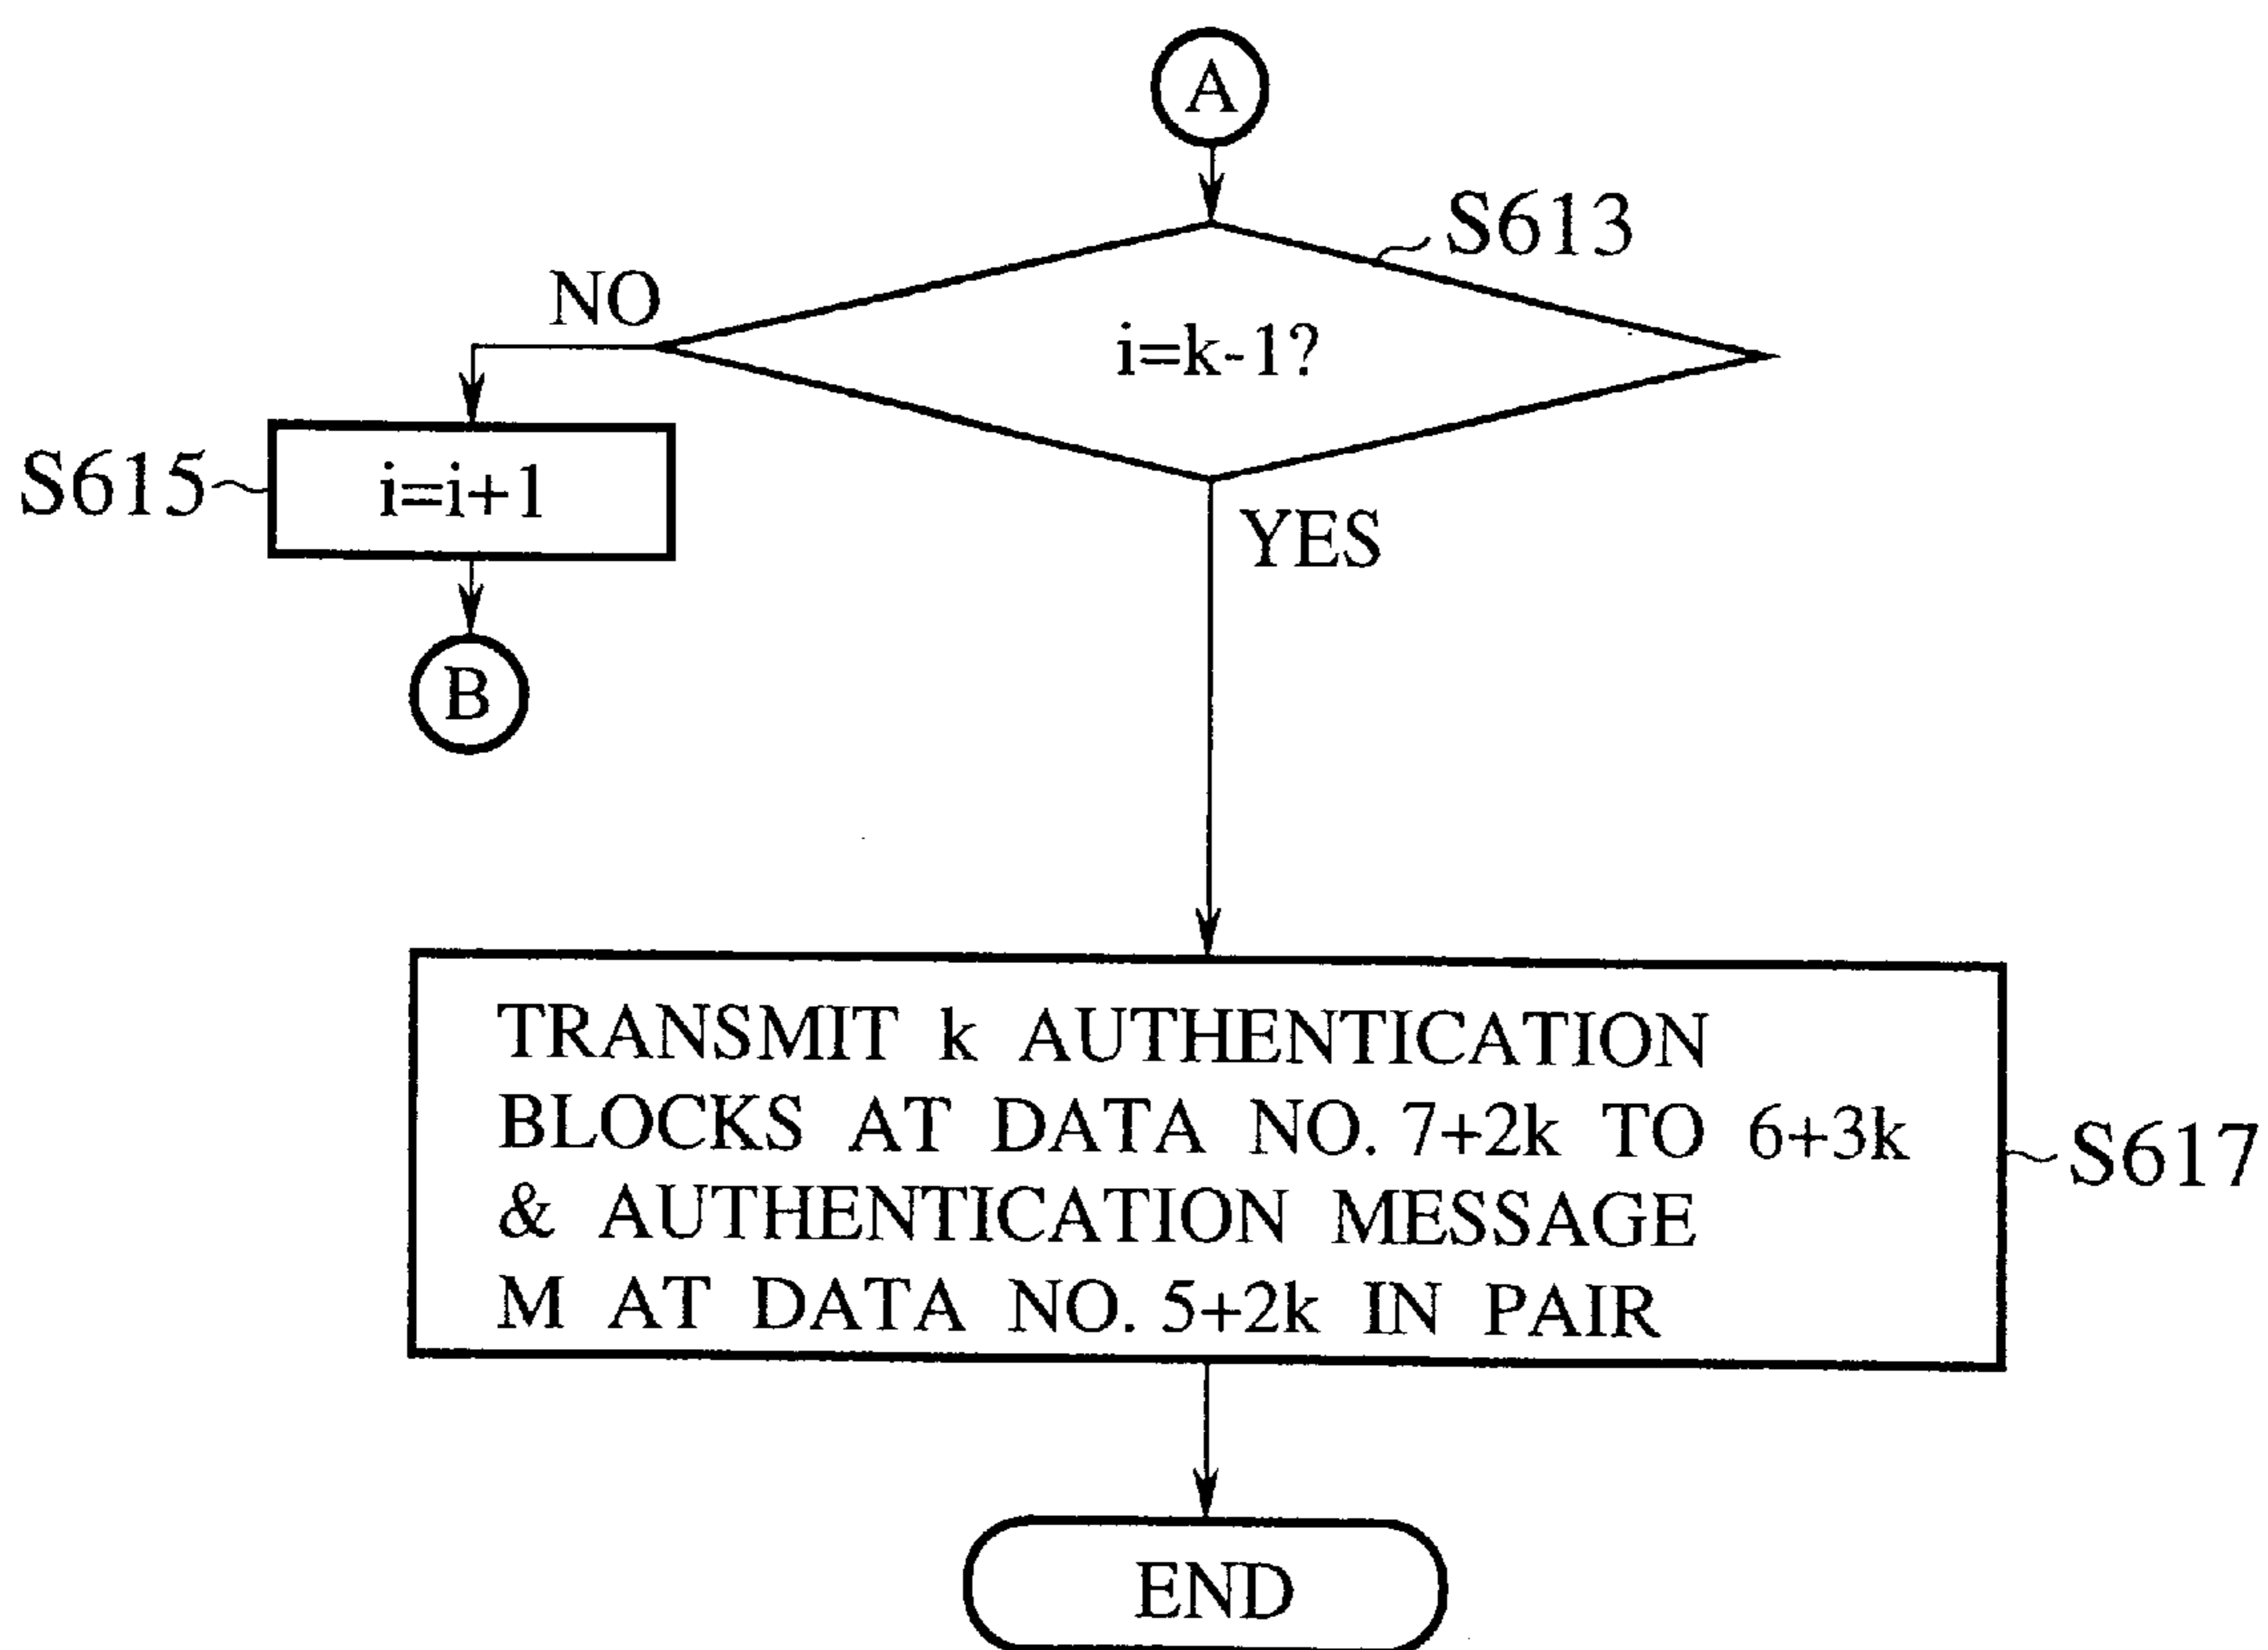 A
S613
NO
i=k-1?
S615
i=i+1
YES
B
TRANSMIT k AUTHENTICATION
BLOCKS AT DATA NO. 7+2k TO 6+3k
& AUTHENTICATION MESSAGE
M AT DATA NO. 5+2k IN PAIR
S617
END